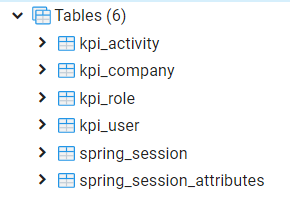 Tables (6)
kpi_activity
kpi_company
kpi_role
kpi_user
spring_session
spring_session_attributes